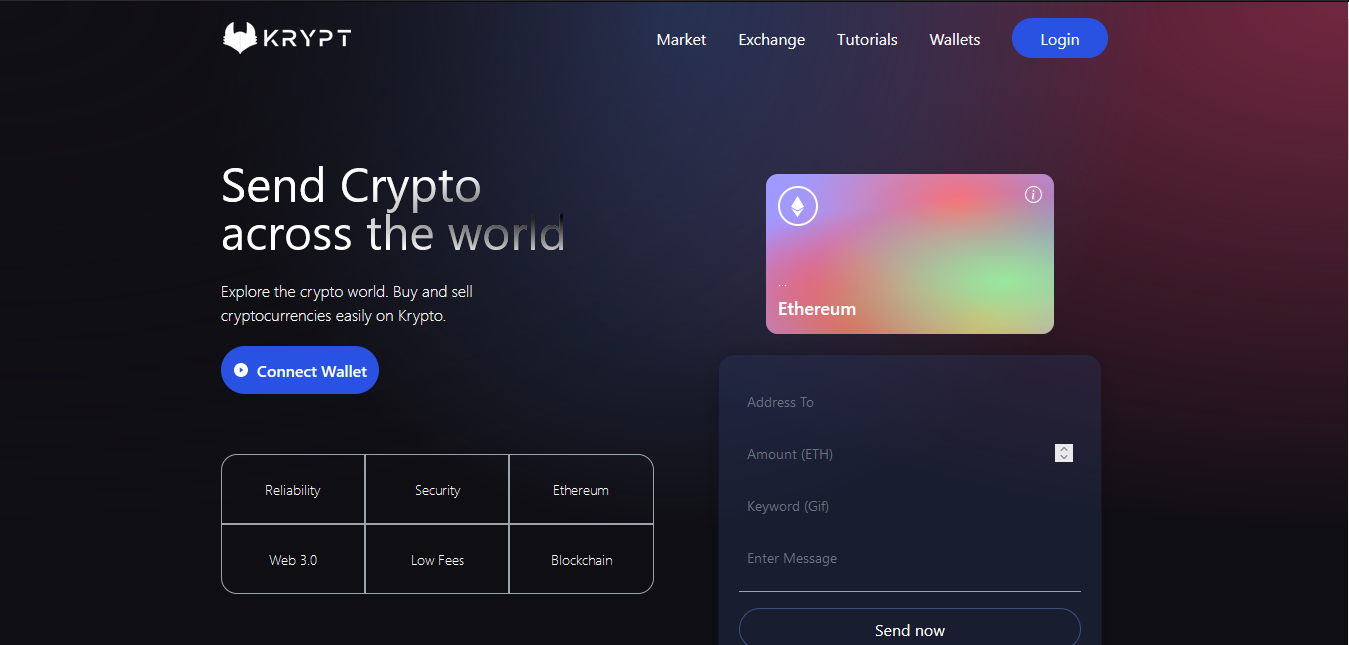 KRYPT
Market
Exchange
Tutorials
Wallets
Login
Send Crypto
across the world
Explore the crypto world. Buy and sell
cryptocurrencies easily on Krypto.
Connect Wallet
Reliability
Security
Ethereum
Web 3.0
Low Fees
Blockchain
...
Ethereum
Address To
Amount (ETH)
Keyword (Gif)
Enter Message
Send now